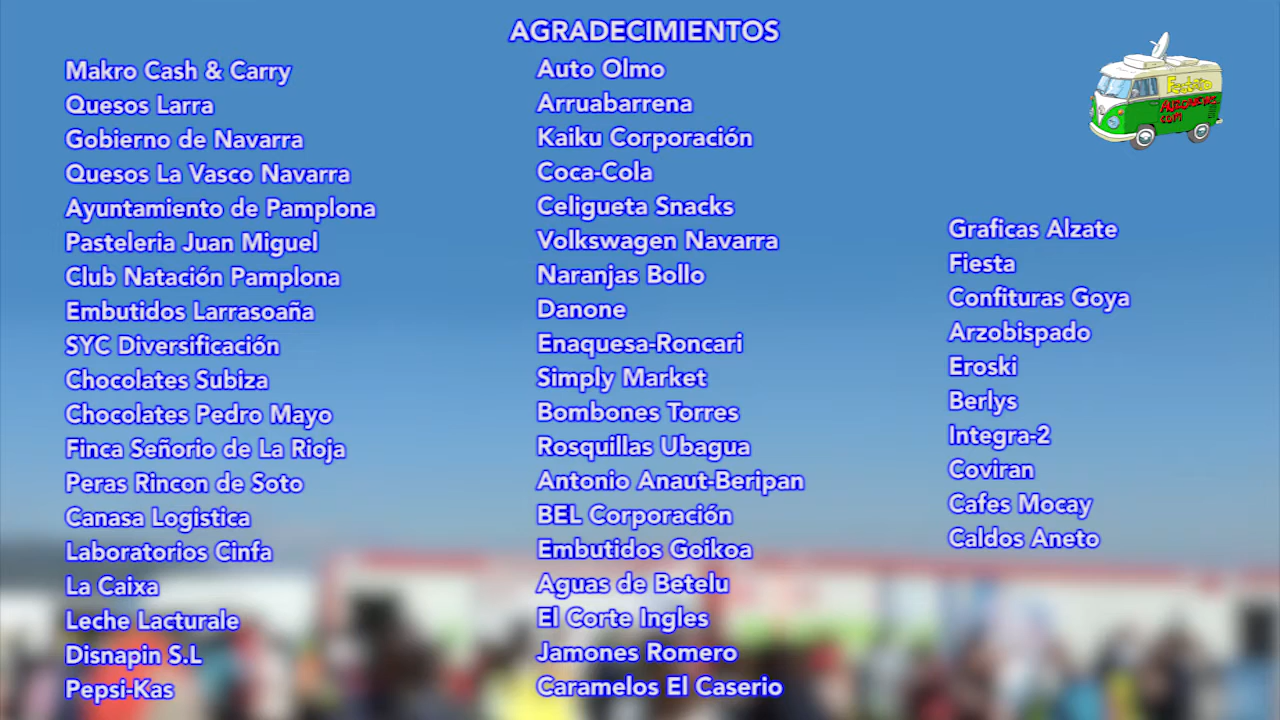 AGRADECIMIENTOS
Makro Cash & Carry
Quesos Larra
Gobierno de Navarra
Quesos La Vasco Navarra
Ayuntamiento de Pamplona
Pasteleria Juan Miguel
Club Natación Pamplona
Embutidos Larrasoaña
SYC Diversificación
Chocolates Subiza
Chocolates Pedro Mayo
Finca Señorio de La Rioja
Peras Rincon de Soto
Canasa Logistica
Laboratorios Cinfa
La Caixa
Leche Lacturale
Disnapin S.L
Pepsi-Kas
Auto Olmo
Arruabarrena
Kaiku Corporación
Coca-Cola
Celigueta Snacks
Volkswagen Navarra
Naranjas Bollo
Danone
Enaquesa-Roncari
Simply Market
Bombones Torres
Rosquillas Ubagua
Antonio Anaut-Beripan
BEL Corporación
Embutidos Goikoa
Aguas de Betelu
El Corte Ingles
Jamones Romero
Caramelos El Caserio
Graficas Alzate
Fiesta
Confituras Goya
Arzobispado
Eroski
Berlys
Integra-2
Coviran
Cafes Mocay
Caldos Aneto
COM